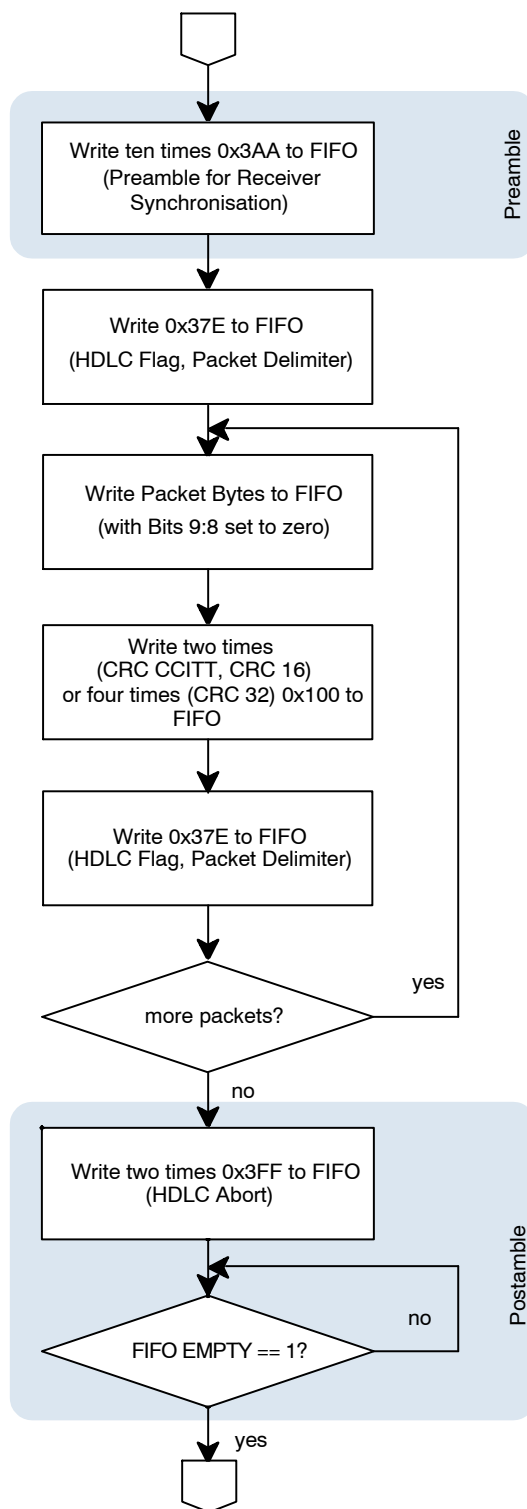 Write ten times 0x3AA to FIFO
(Preamble for Receiver
Synchronisation)
Preamble
Write 0x37E to FIFO
(HDLC Flag, Packet Delimiter)
Write Packet Bytes to FIFO
(with Bits 9:8 set to zero)
Write two times
(CRC CCITT, CRC 16)
or four times (CRC 32) 0x100 to
FIFO
Write 0x37E to FIFO
(HDLC Flag, Packet Delimiter)
more packets?
yes
no
Write two times 0x3FF to FIFO
(HDLC Abort)
Postamble
no
FIFO EMPTY == 1?
yes